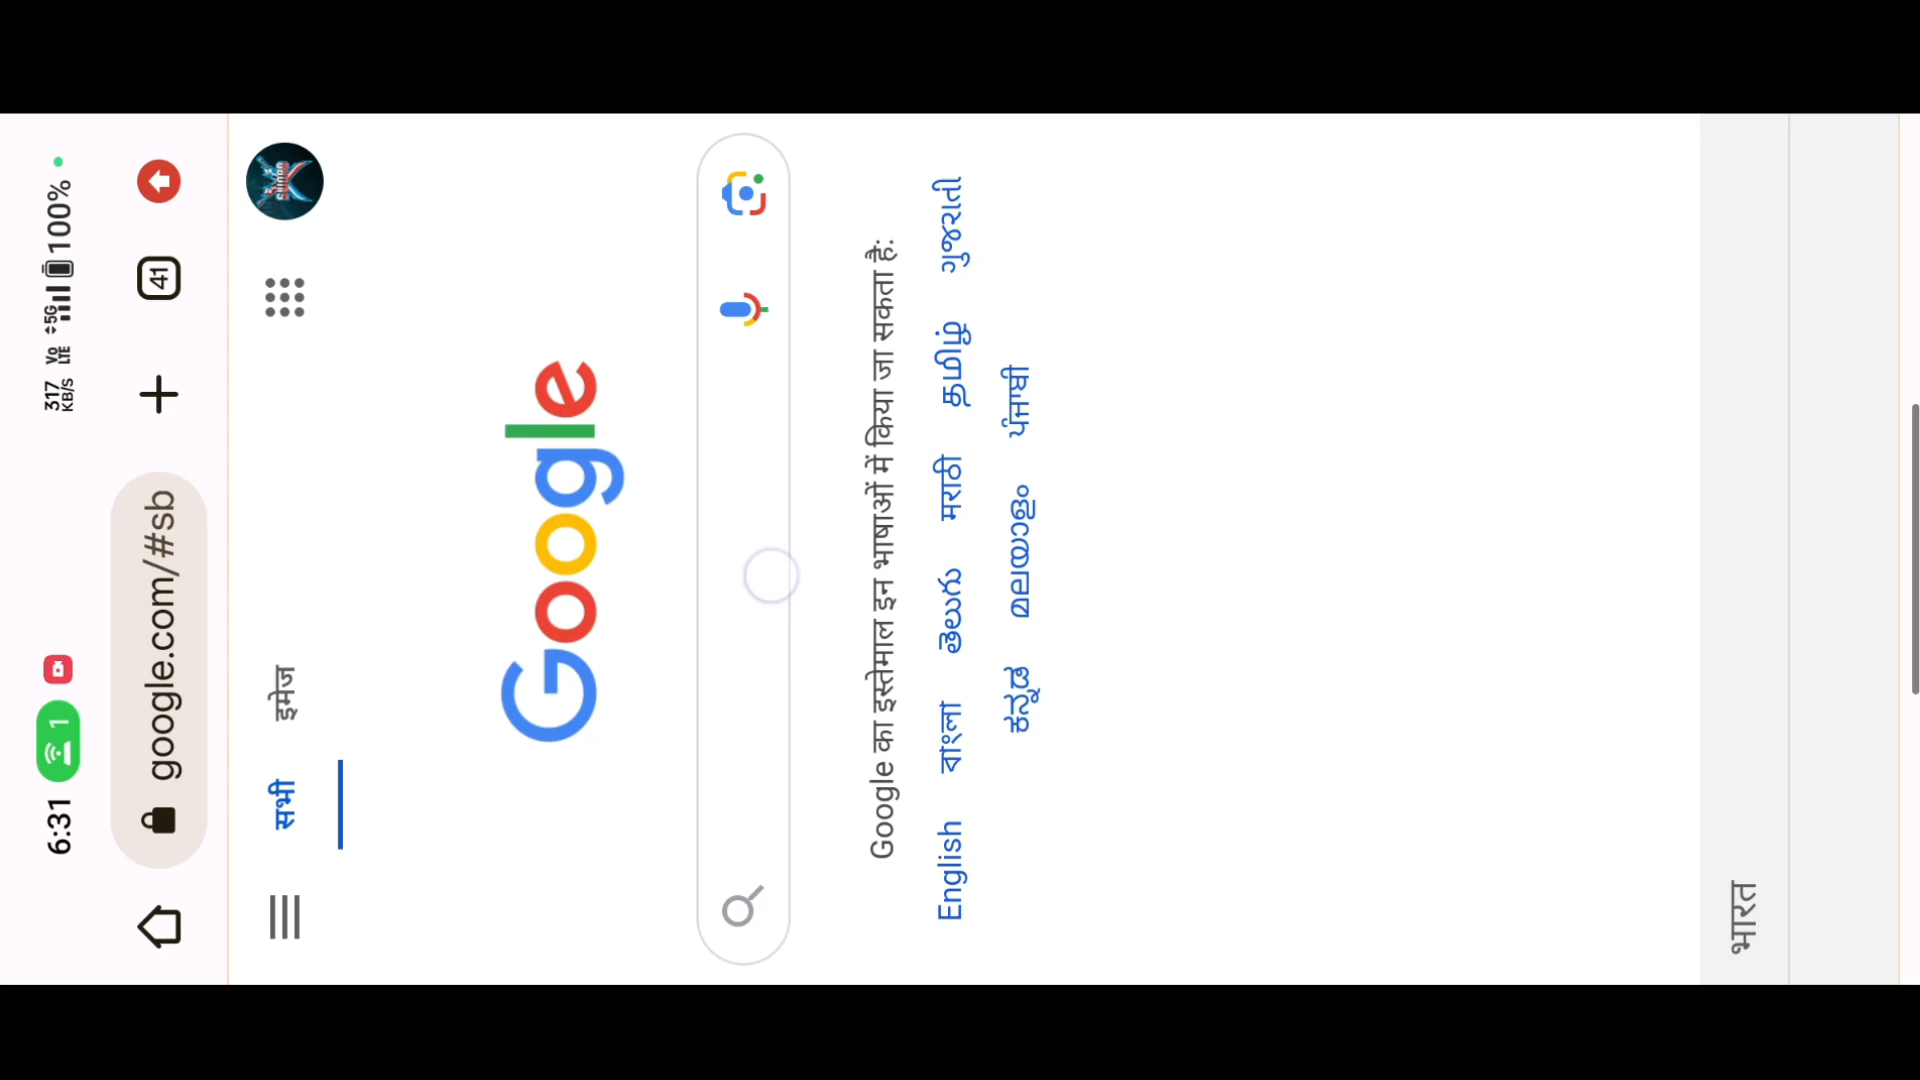 6:31 1 317 KB/S Vo LTE 5G 100%
google.com/#sb 41
सभी इमेज
Google
Google का इस्तेमाल इन भाषाओं में किया जा सकता है:
English বাংলা తెలుగు मराठी தமிழ் ગુજરાતી
ಕನ್ನಡ മലയാളം ਪੰਜਾਬੀ
भारत